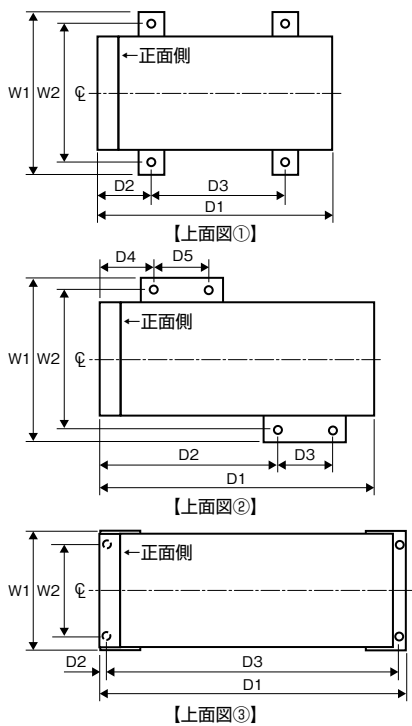 W1 W2 ℄ ←正面側
D2 D3
D1
【上面図①】
D4 D5
W1 W2 ℄ ←正面側
D2 D3
D1
【上面図②】
W1 W2 ℄ ←正面側
D2 D3
D1
【上面図③】